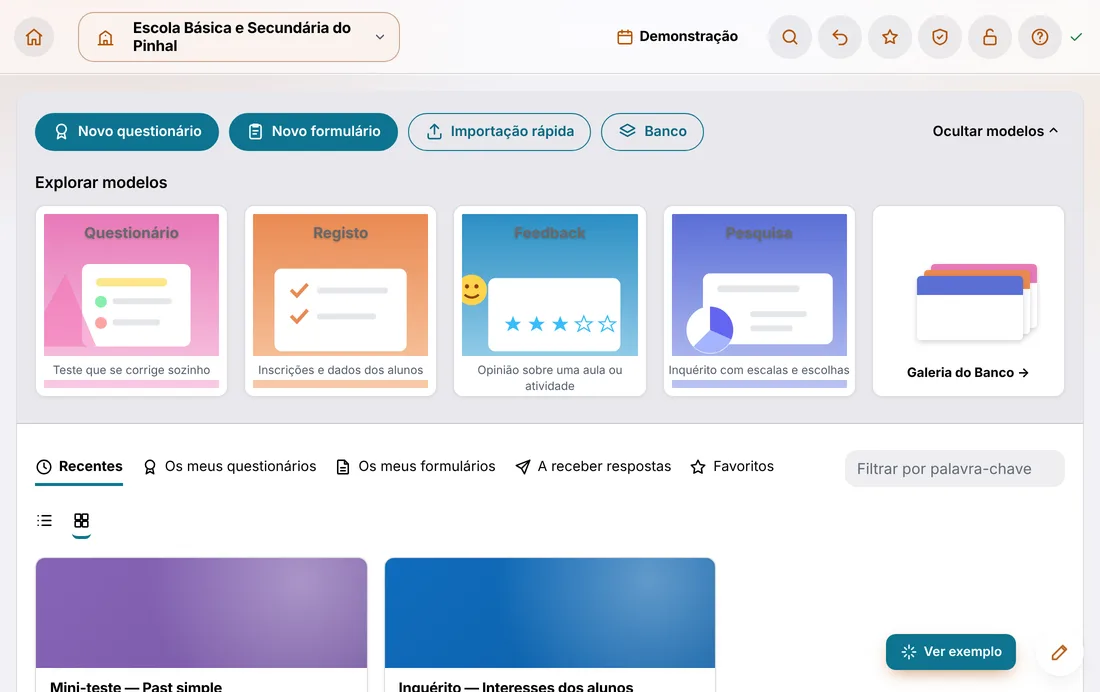 Escola Básica e Secundária do
Pinhal
Demonstração
Novo questionário
Novo formulário
Importação rápida
Banco
Ocultar modelos
Explorar modelos
Questionário
Registo
Feedback
Pesquisa
Teste que se corrige sozinho
Inscrições e dados dos alunos
Opinião sobre uma aula ou
atividade
Inquérito com escalas e escolhas
Galeria do Banco →
Recentes
Os meus questionários
Os meus formulários
A receber respostas
Favoritos
Filtrar por palavra-chave
Ver exemplo
Mini-teste — Past simple
Inquérito — Interesses dos alunos